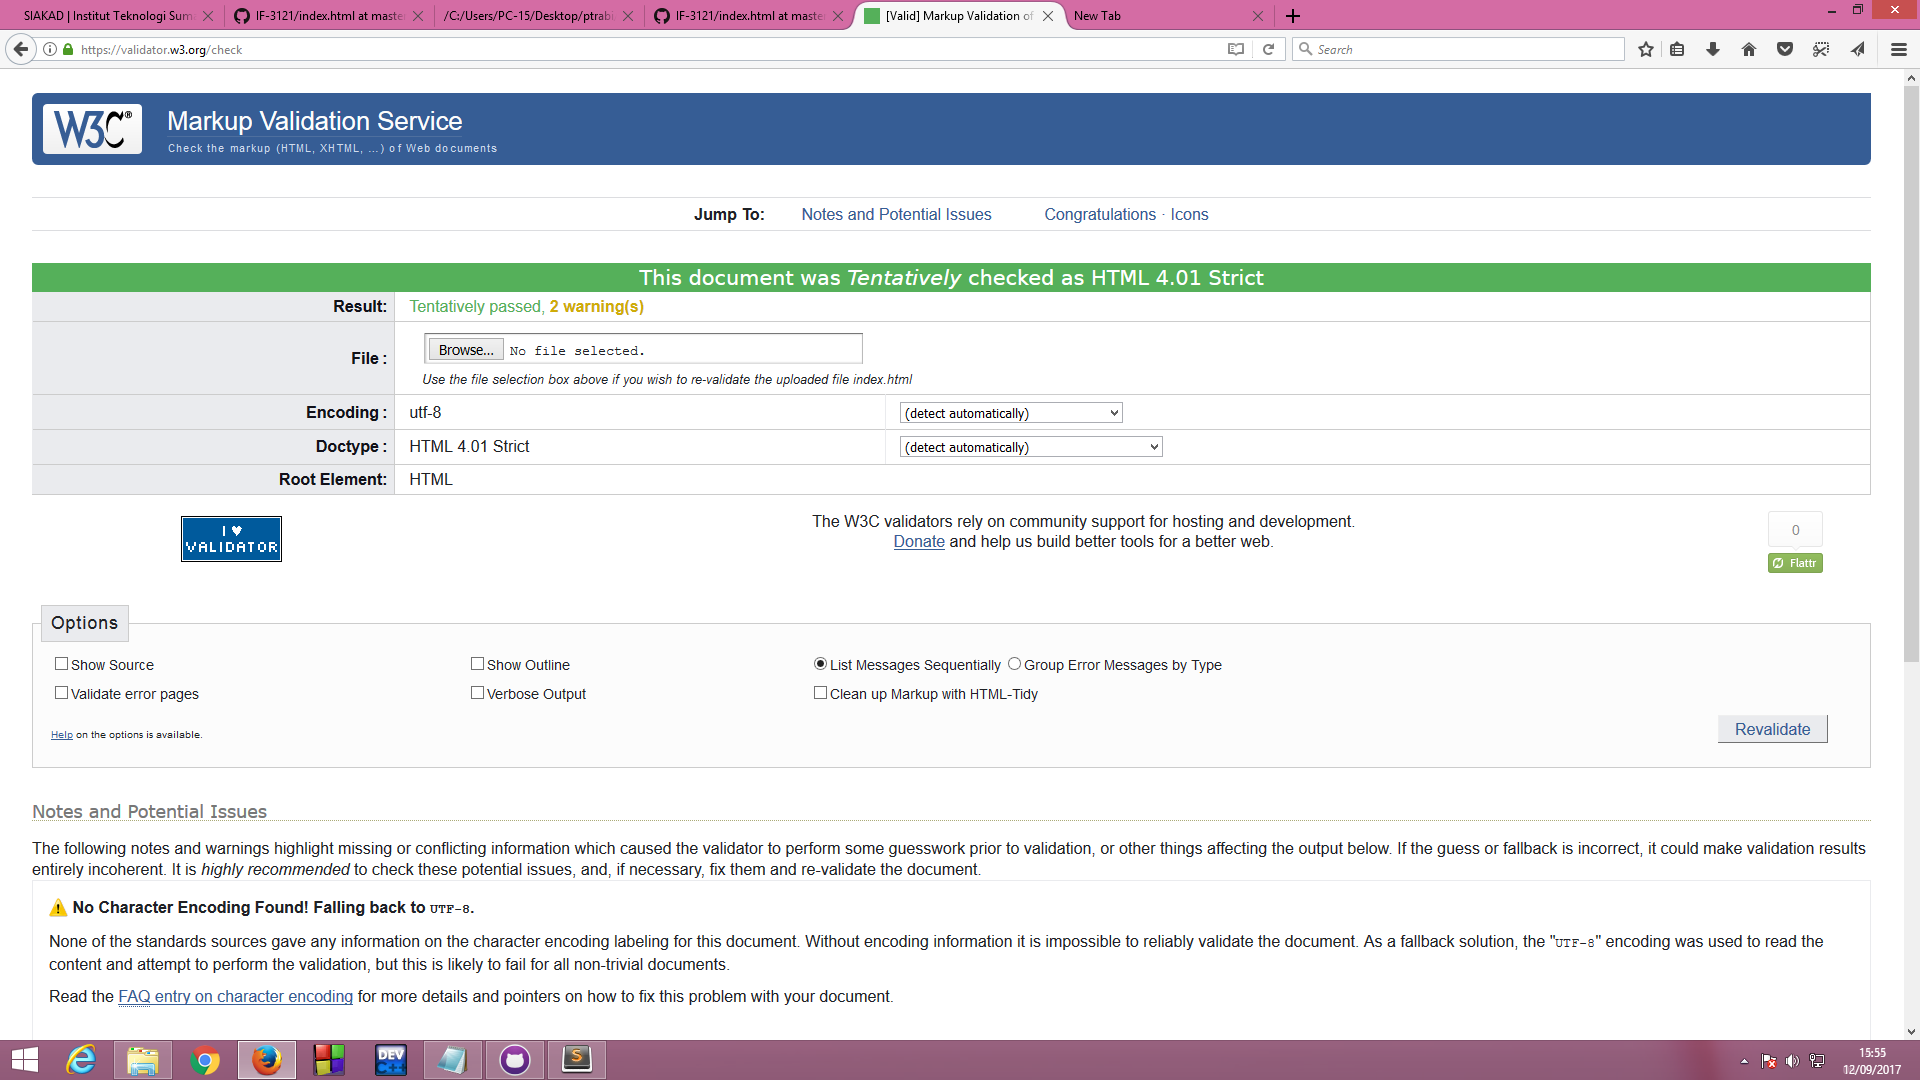 SIAKAD | Institut Teknologi Sum
IF-3121/index.html at maste
/C:/Users/PC-15/Desktop/ptrabi
IF-3121/index.html at maste
[Valid] Markup Validation of
New Tab
https://validator.w3.org/check
Search
W3C®
Markup Validation Service
Check the markup (HTML, XHTML, …) of Web documents
Jump To:
Notes and Potential Issues
Congratulations · Icons
This document was Tentatively checked as HTML 4.01 Strict
Result:
Tentatively passed, 2 warning(s)
File :
Browse... No file selected.
Use the file selection box above if you wish to re-validate the uploaded file index.html
Encoding :
utf-8
(detect automatically)
Doctype :
HTML 4.01 Strict
(detect automatically)
Root Element:
HTML
I ♥
VALIDATOR
The W3C validators rely on community support for hosting and development.
Donate and help us build better tools for a better web.
0
Flattr
Options
Show Source
Show Outline
List Messages Sequentially
Group Error Messages by Type
Validate error pages
Verbose Output
Clean up Markup with HTML-Tidy
Help on the options is available.
Revalidate
Notes and Potential Issues
The following notes and warnings highlight missing or conflicting information which caused the validator to perform some guesswork prior to validation, or other things affecting the output below. If the guess or fallback is incorrect, it could make validation results
entirely incoherent. It is highly recommended to check these potential issues, and, if necessary, fix them and re-validate the document.
No Character Encoding Found! Falling back to UTF-8.
None of the standards sources gave any information on the character encoding labeling for this document. Without encoding information it is impossible to reliably validate the document. As a fallback solution, the "UTF-8" encoding was used to read the
content and attempt to perform the validation, but this is likely to fail for all non-trivial documents.
Read the FAQ entry on character encoding for more details and pointers on how to fix this problem with your document.
DEV
C++
S
15:55
12/09/2017